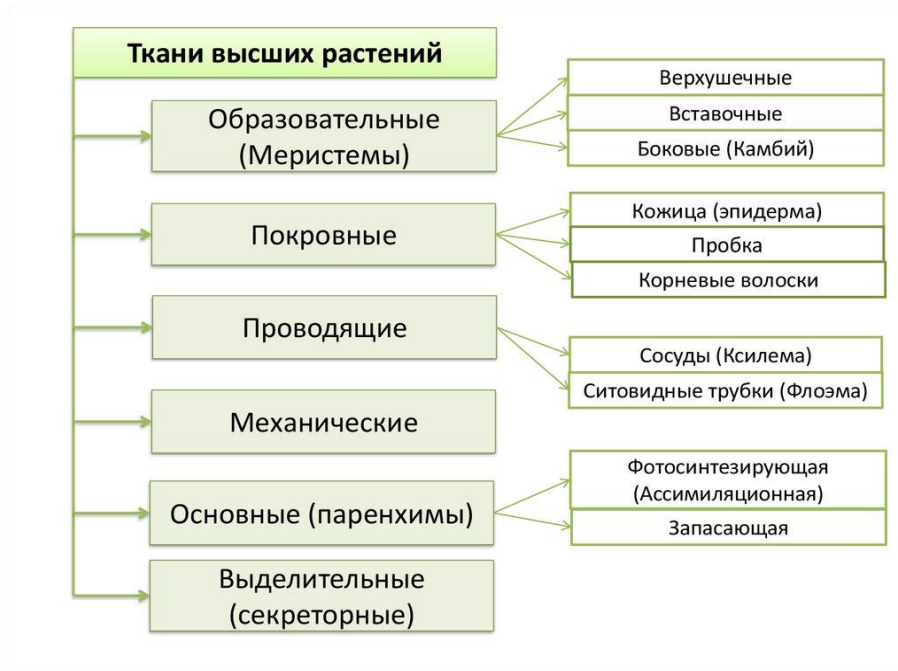 Ткани высших растений
Образовательные
(Меристемы)
Верхушечные
Вставочные
Боковые (Камбий)
Покровные
Кожица (эпидерма)
Пробка
Корневые волоски
Проводящие
Сосуды (Ксилема)
Ситовидные трубки (Флоэма)
Механические
Основные (паренхимы)
Фотосинтезирующая
(Ассимиляционная)
Запасающая
Выделительные
(секреторные)